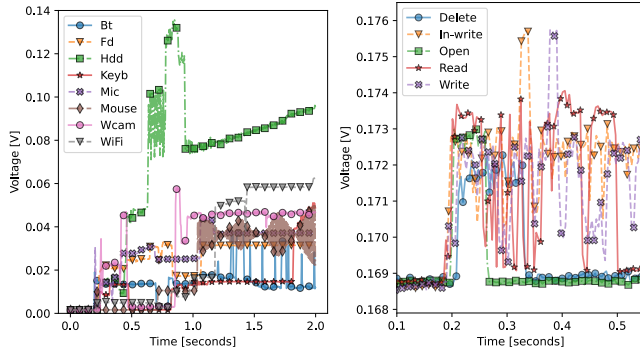 0.14
0.12
0.10
0.08
0.06
0.04
0.02
0.00
Voltage [V]
Bt
Fd
Hdd
Keyb
Mic
Mouse
Wcam
WiFi
0.0 0.5 1.0 1.5 2.0
Time [seconds]
0.176
0.175
0.174
0.173
0.172
0.171
0.170
0.169
0.168
Voltage [V]
Delete
In-write
Open
Read
Write
0.1 0.2 0.3 0.4 0.5
Time [seconds]